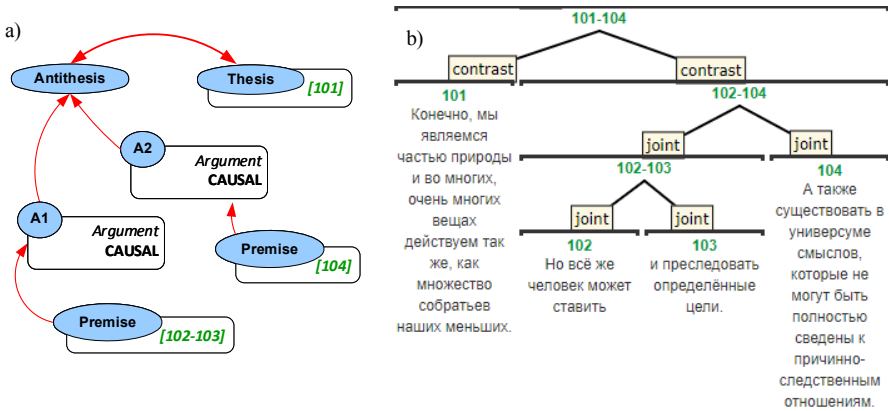 a)
Antithesis
Thesis
[101]
A2
Argument
CAUSAL
A1
Argument
CAUSAL
Premise
[104]
Premise
[102-103]
b)
101-104
contrast
contrast
101
Конечно, мы
являемся
частью природы
и во многих,
очень многих
вещах
действуем так
же, как
множество
собратьев
наших меньших.
102-104
joint
joint
102-103
joint
joint
102
Но всё же
человек может
ставить
103
и преследовать
определённые
цели.
104
А также
существовать в
универсуме
смыслов,
которые не
могут быть
полностью
сведены к
причинно-
следственным
отношениям.